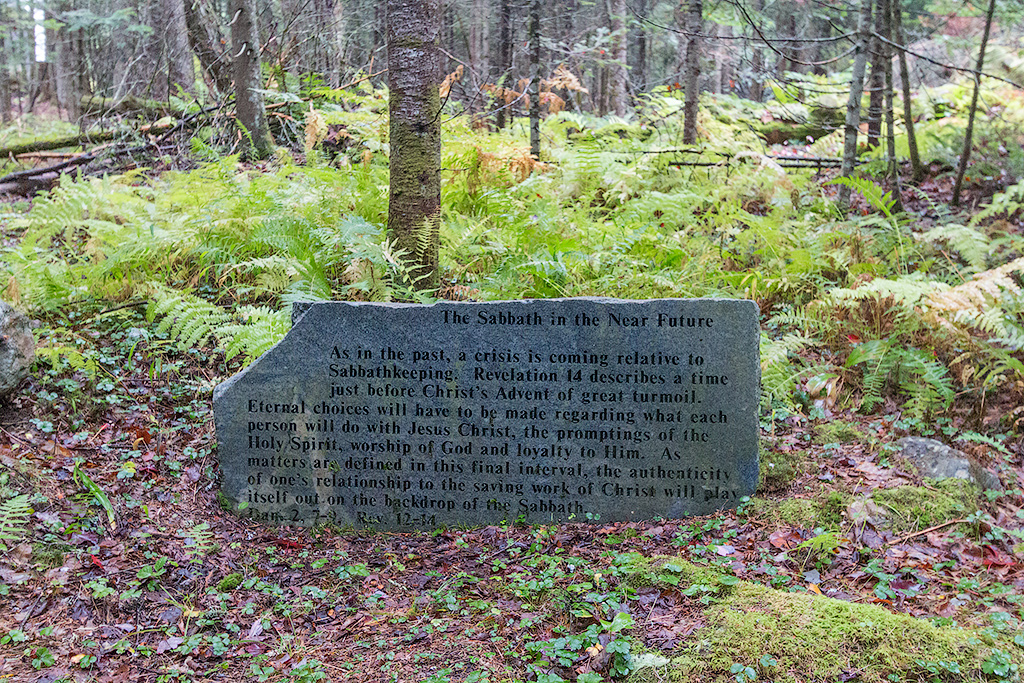 The Sabbath in the Near Future
As in the past, a crisis is coming relative to
Sabbathkeeping. Revelation 14 describes a time
just before Christ's Advent of great turmoil.
Eternal choices will have to be made regarding what each
person will do with Jesus Christ, the promptings of the
Holy Spirit, worship of God and loyalty to Him. As
matters are defined in this final interval, the authenticity
of one's relationship to the saving work of Christ will play
itself out on the backdrop of the Sabbath.
Dan. 2, Rev. 12-14